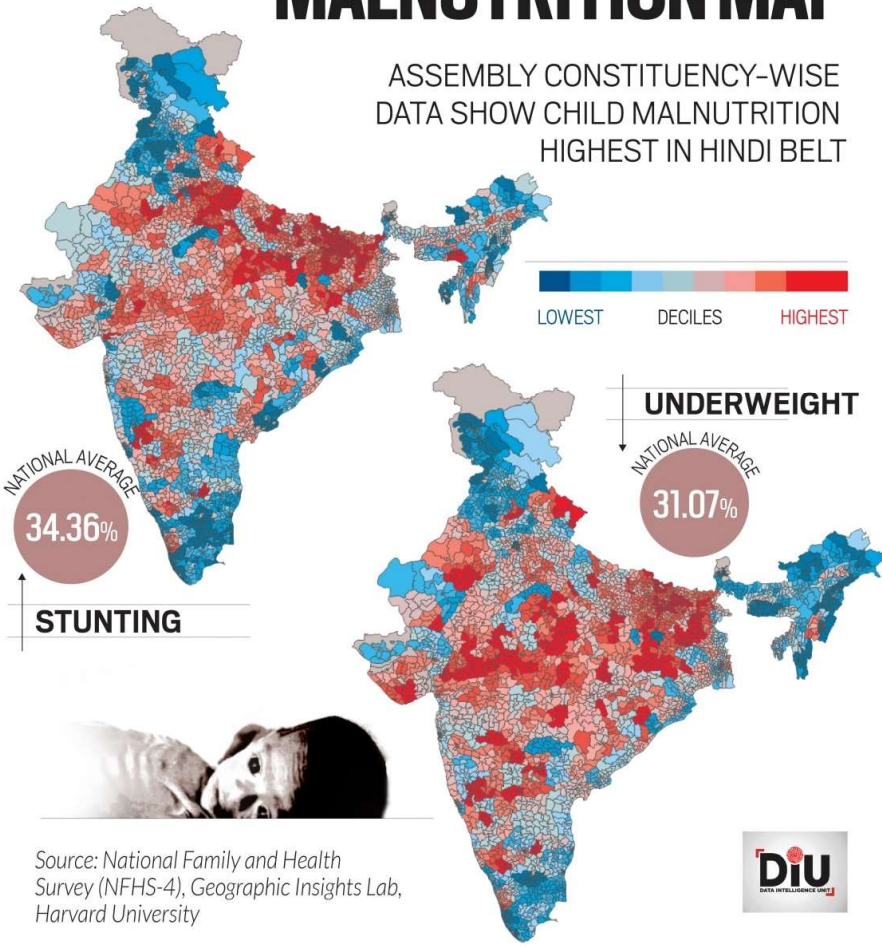 MALNUTRITION MAP
ASSEMBLY CONSTITUENCY-WISE
DATA SHOW CHILD MALNUTRITION
HIGHEST IN HINDI BELT
LOWEST DECILES HIGHEST
UNDERWEIGHT
NATIONAL AVERAGE
31.07%
NATIONAL AVERAGE
34.36%
STUNTING
Source: National Family and Health
Survey (NFHS-4), Geographic Insights Lab,
Harvard University
DiU
DATA INTELLIGENCE UNIT